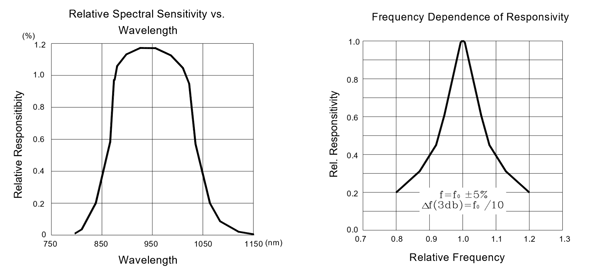 Relative Spectral Sensitivity vs.
Wavelength
(%)
1.2
1.0
0.8
0.6
0.4
0.2
0
Relative Responsitibity
750 850 950 1050 1150 (nm)
Wavelength
Frequency Dependence of Responsivity
1.0
0.8
0.6
0.4
0.2
0.0
Rel. Responsitivity
f=f₀ ±5%
Δf(3db)=f₀ /10
0.7 0.8 0.9 1.0 1.1 1.2 1.3
Relative Frequency